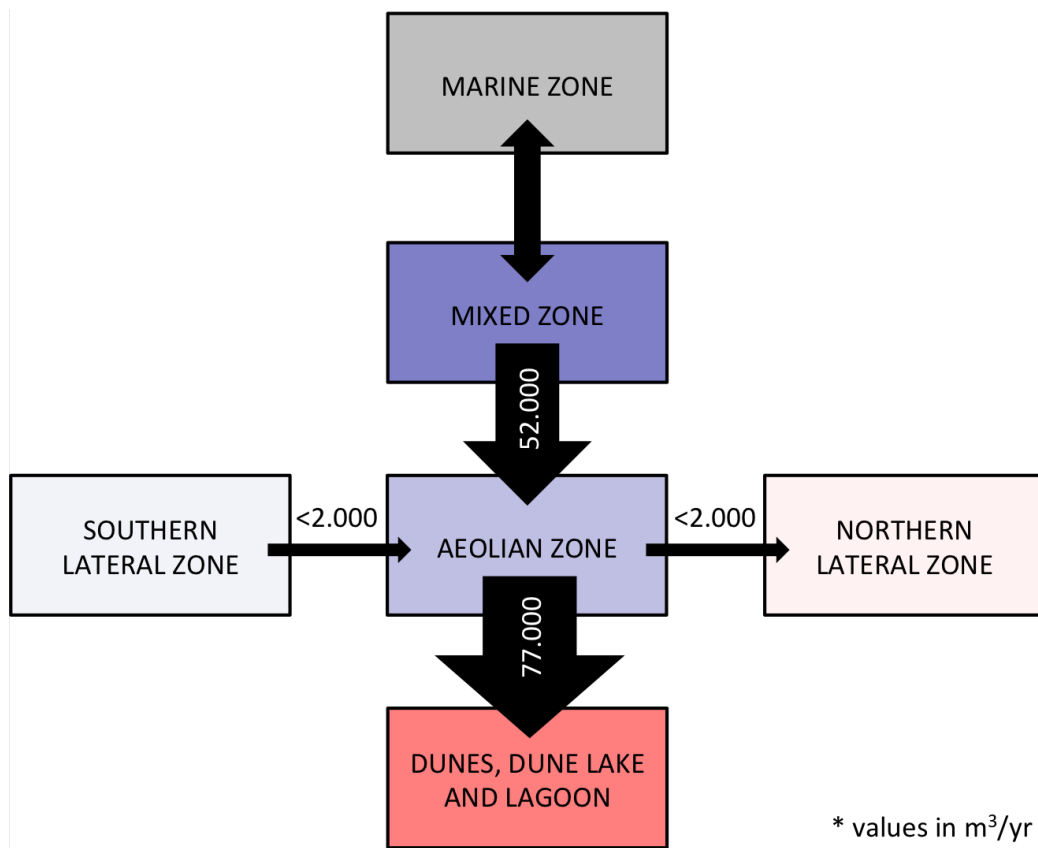 MARINE ZONE
MIXED ZONE
52.000
SOUTHERN
LATERAL ZONE
<2.000
AEOLIAN ZONE
<2.000
NORTHERN
LATERAL ZONE
77.000
DUNES, DUNE LAKE
AND LAGOON
* values in m³/yr